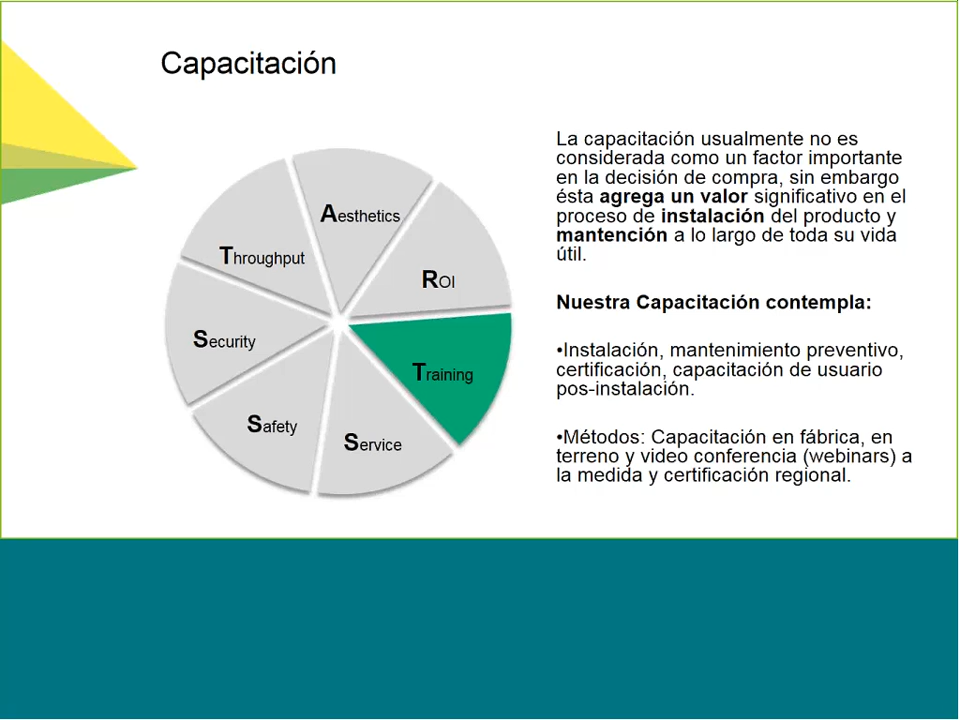 Capacitación
Aesthetics
Throughput
ROI
Security
Training
Safety
Service
La capacitación usualmente no es
considerada como un factor importante
en la decisión de compra, sin embargo
ésta agrega un valor significativo en el
proceso de instalación del producto y
mantención a lo largo de toda su vida
útil.
Nuestra Capacitación contempla:
•Instalación, mantenimiento preventivo,
certificación, capacitación de usuario
pos-instalación.
•Métodos: Capacitación en fábrica, en
terreno y video conferencia (webinars) a
la medida y certificación regional.